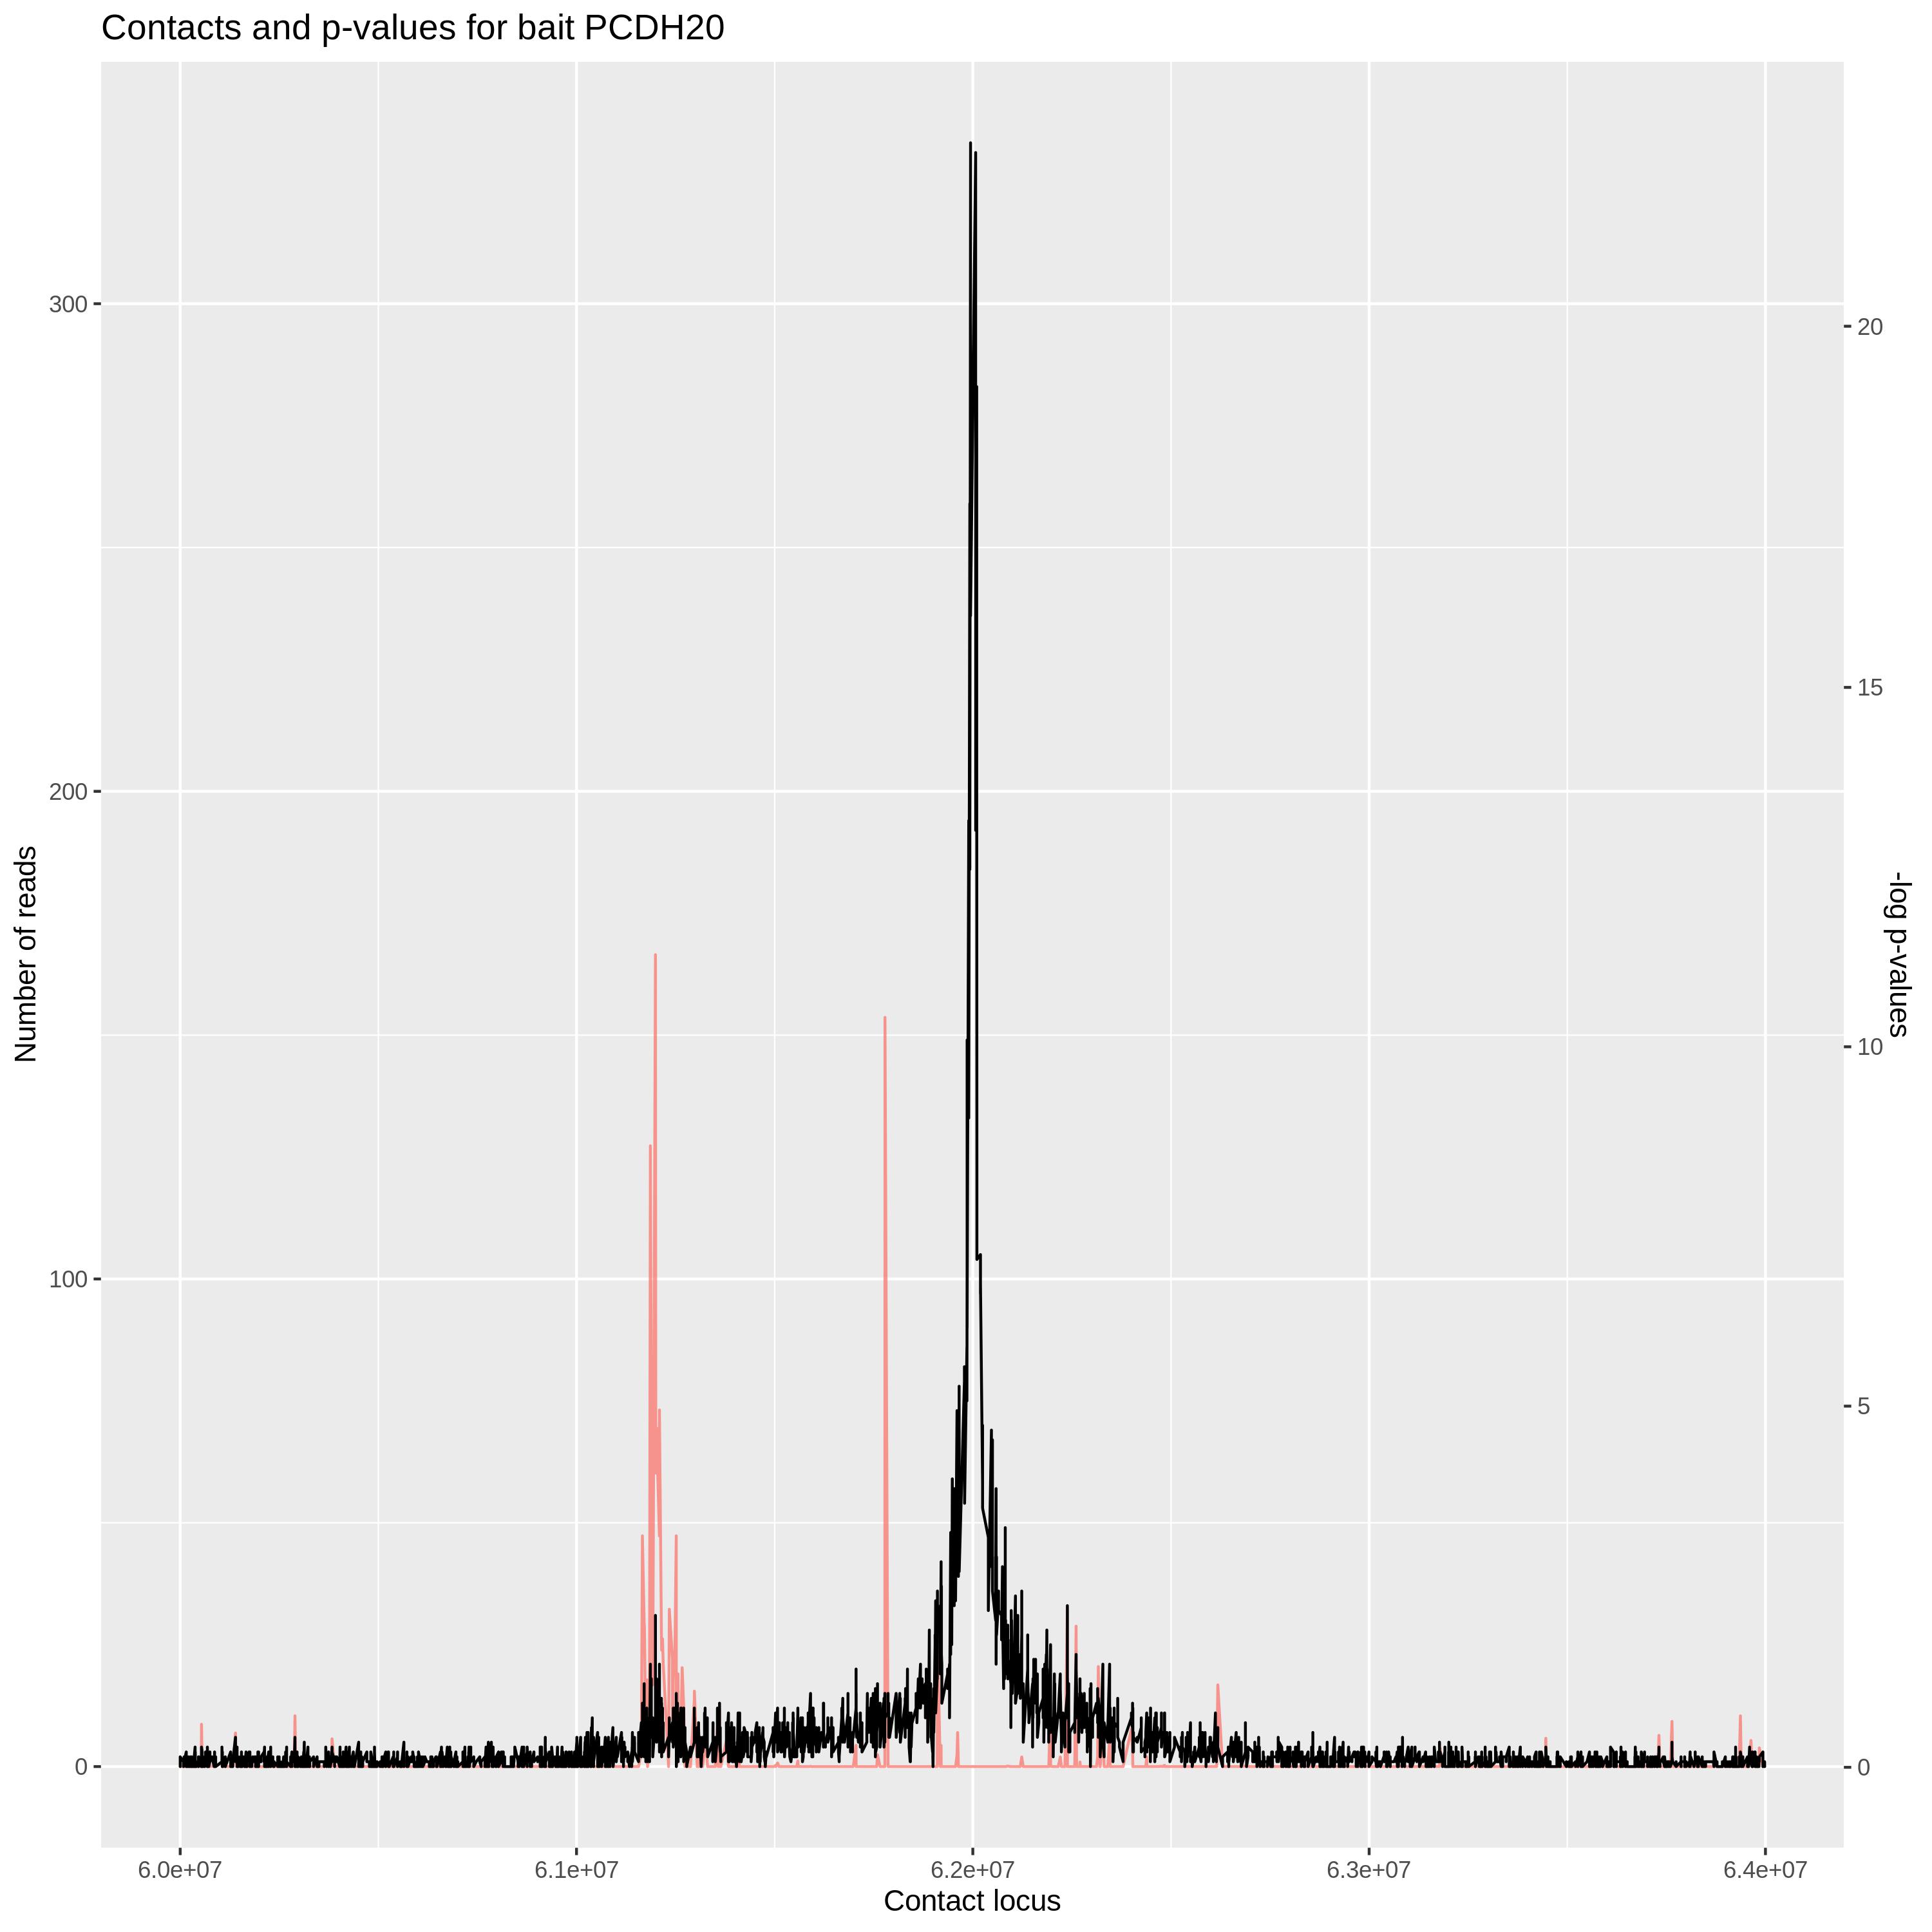 Contacts and p-values for bait PCDH20
Number of reads
300
200
100
0
20
15
10
5
0
-log p-values
6.0e+07
6.1e+07
6.2e+07
6.3e+07
6.4e+07
Contact locus